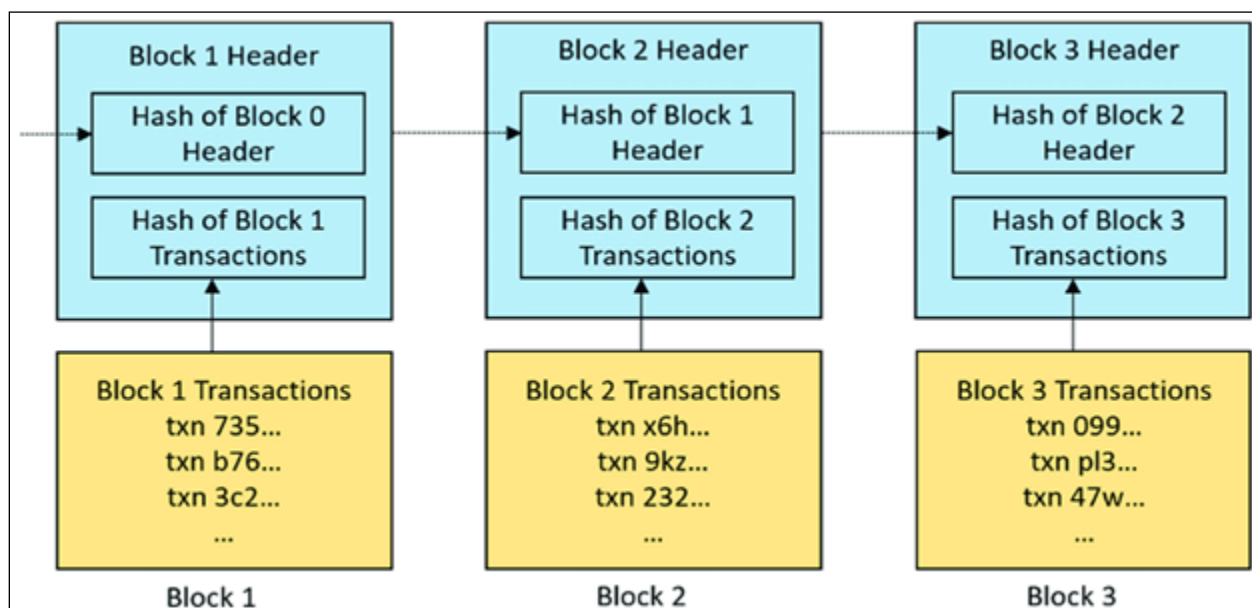 Block 1 Header
Hash of Block 0
Header
Hash of Block 1
Transactions
Block 1 Transactions
txn 735...
txn b76...
txn 3c2...
...
Block 1
Block 2 Header
Hash of Block 1
Header
Hash of Block 2
Transactions
Block 2 Transactions
txn x6h...
txn 9kz...
txn 232...
...
Block 2
Block 3 Header
Hash of Block 2
Header
Hash of Block 3
Transactions
Block 3 Transactions
txn 099...
txn pl3...
txn 47w...
...
Block 3